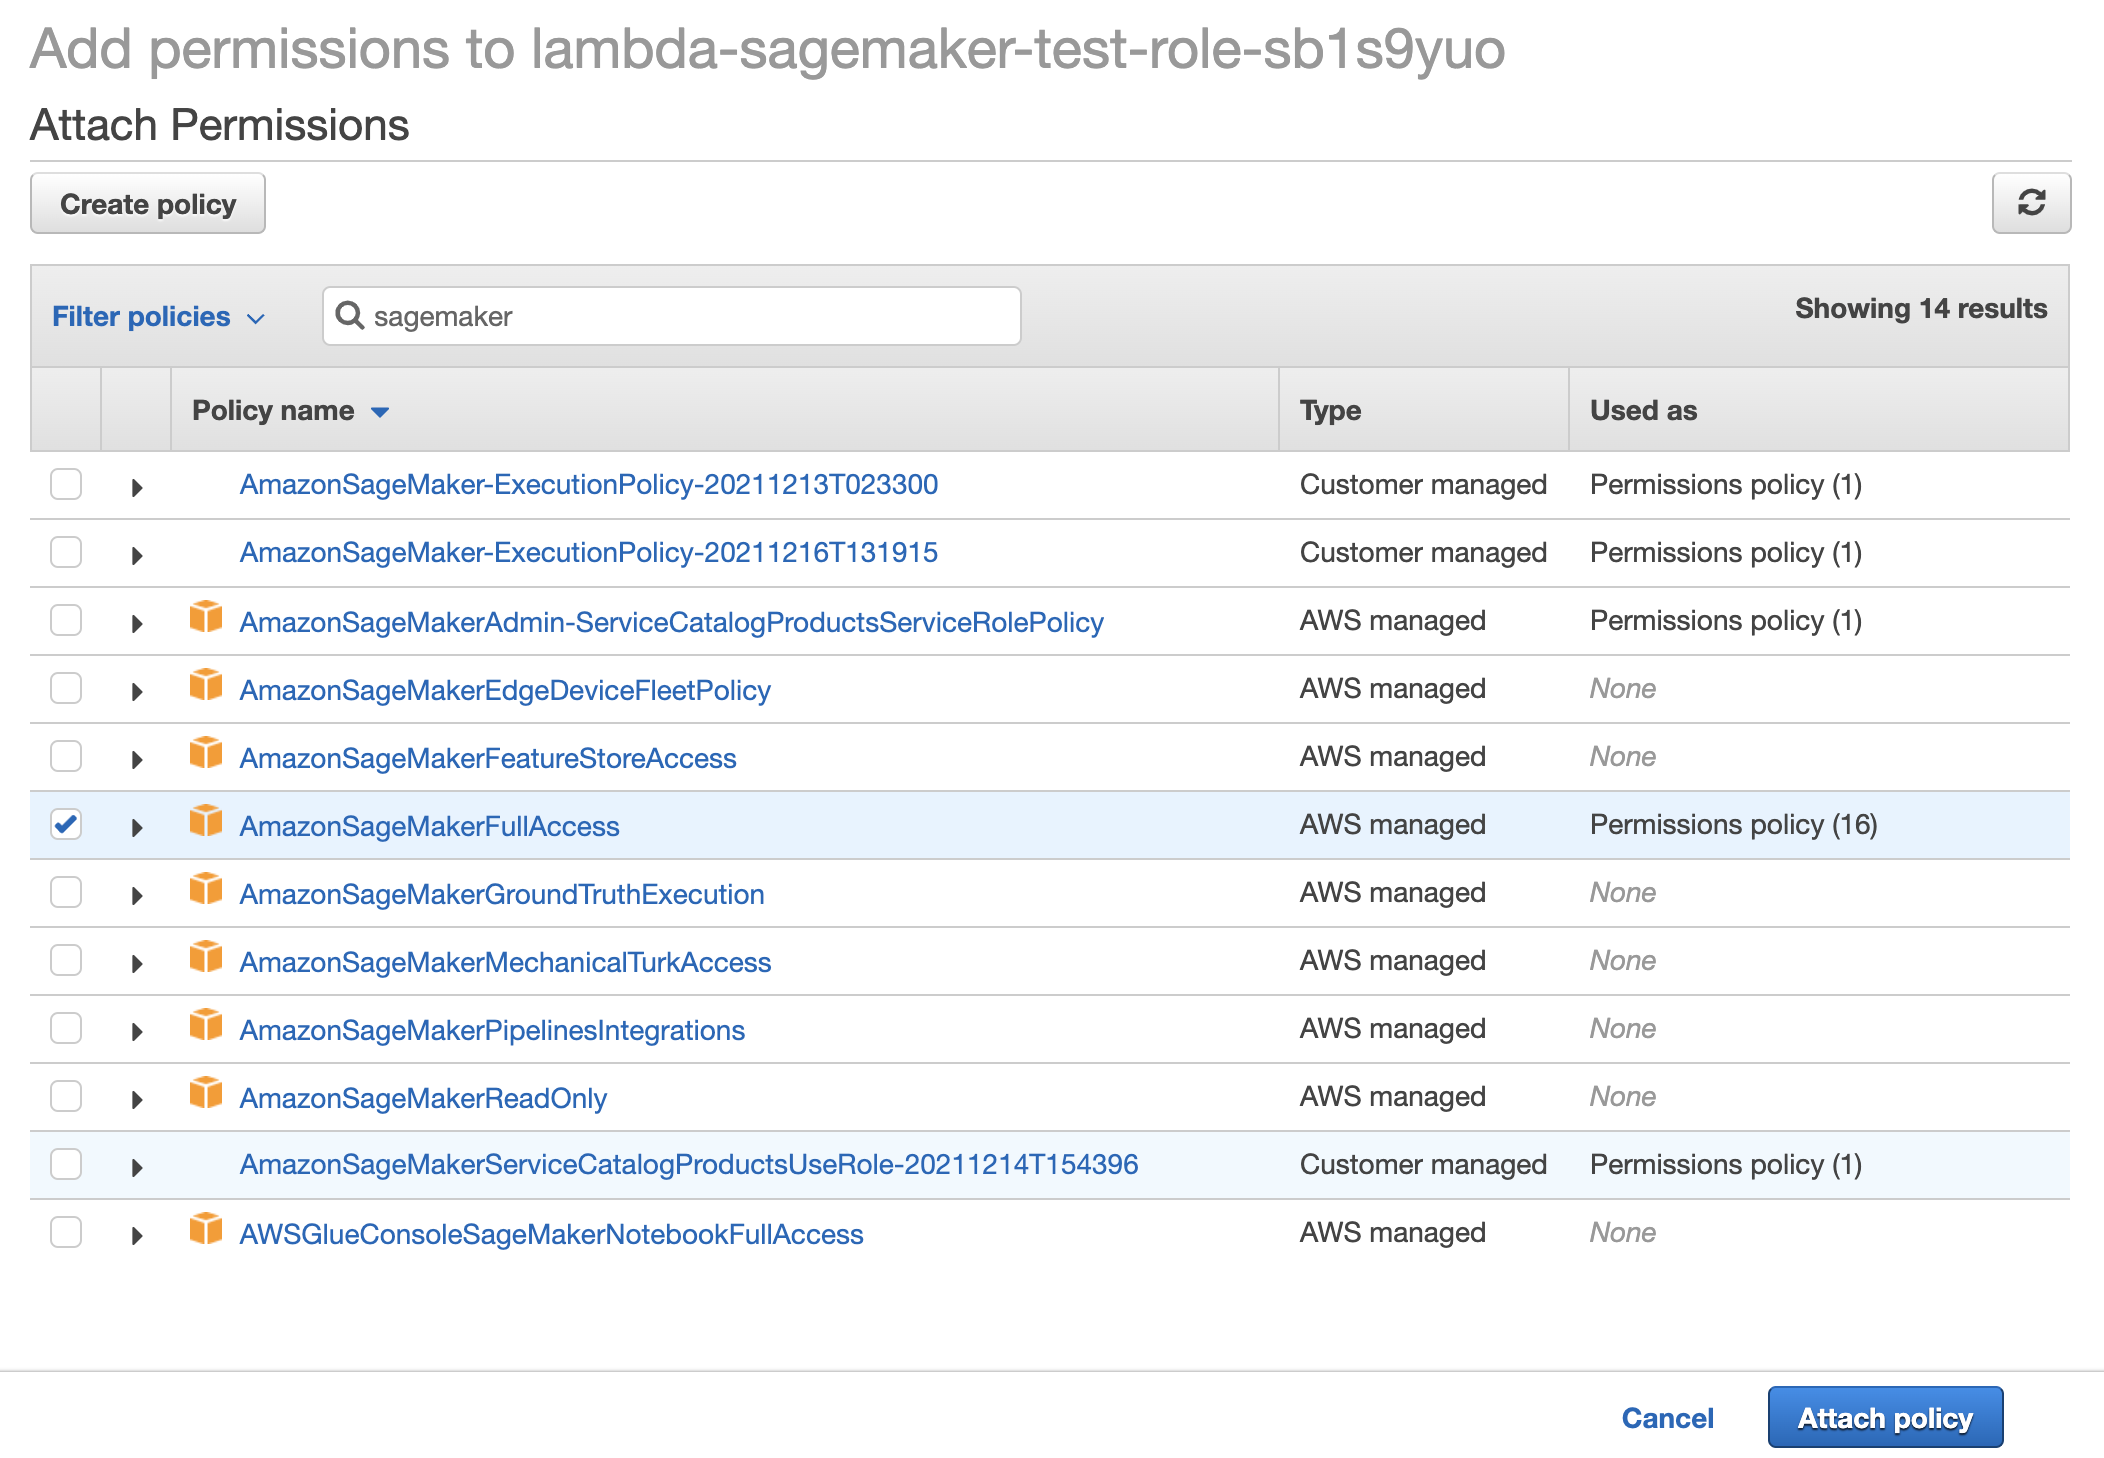 Add permissions to lambda-sagemaker-test-role-sb1s9yuo
Attach Permissions
Create policy
Filter policies sagemaker Showing 14 results
Policy name Type Used as
AmazonSageMaker-ExecutionPolicy-20211213T023300 Customer managed Permissions policy (1)
AmazonSageMaker-ExecutionPolicy-20211216T131915 Customer managed Permissions policy (1)
AmazonSageMakerAdmin-ServiceCatalogProductsServiceRolePolicy AWS managed Permissions policy (1)
AmazonSageMakerEdgeDeviceFleetPolicy AWS managed None
AmazonSageMakerFeatureStoreAccess AWS managed None
AmazonSageMakerFullAccess AWS managed Permissions policy (16)
AmazonSageMakerGroundTruthExecution AWS managed None
AmazonSageMakerMechanicalTurkAccess AWS managed None
AmazonSageMakerPipelinesIntegrations AWS managed None
AmazonSageMakerReadOnly AWS managed None
AmazonSageMakerServiceCatalogProductsUseRole-20211214T154396 Customer managed Permissions policy (1)
AWSGlueConsoleSageMakerNotebookFullAccess AWS managed None
Cancel Attach policy